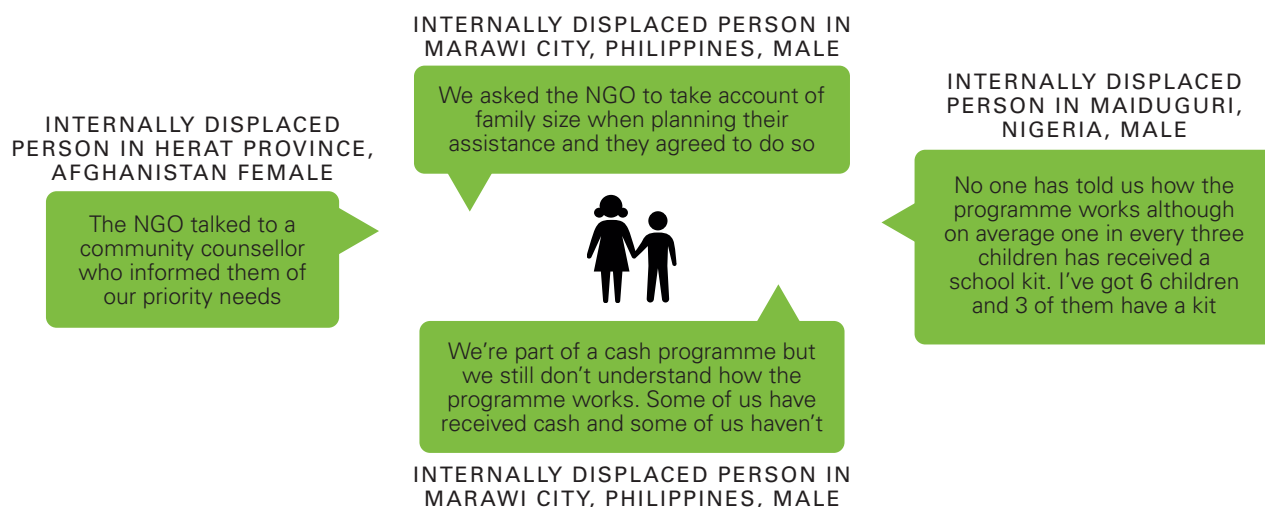 INTERNALLY DISPLACED
PERSON IN HERAT PROVINCE,
AFGHANISTAN FEMALE
The NGO talked to a
community counsellor
who informed them of
our priority needs
INTERNALLY DISPLACED PERSON IN
MARAWI CITY, PHILIPPINES, MALE
We asked the NGO to take account of
family size when planning their
assistance and they agreed to do so
We're part of a cash programme but
we still don't understand how the
programme works. Some of us have
received cash and some of us haven't
INTERNALLY DISPLACED PERSON IN
MARAWI CITY, PHILIPPINES, MALE
INTERNALLY DISPLACED
PERSON IN MAIDUGURI,
NIGERIA, MALE
No one has told us how the
programme works although
on average one in every three
children has received a
school kit. I've got 6 children
and 3 of them have a kit